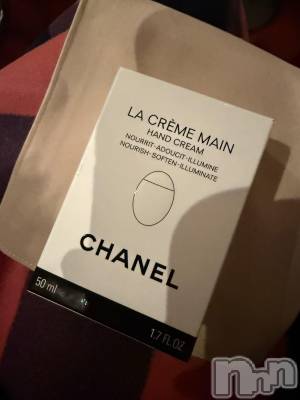 LA CRÈME MAIN
HAND CREAM
NOURRIT-ADOUCIT-ILLUMINE
NOURISH-SOFTEN-ILLUMINATE
CHANEL
50 ml
1.7 FL.OZ